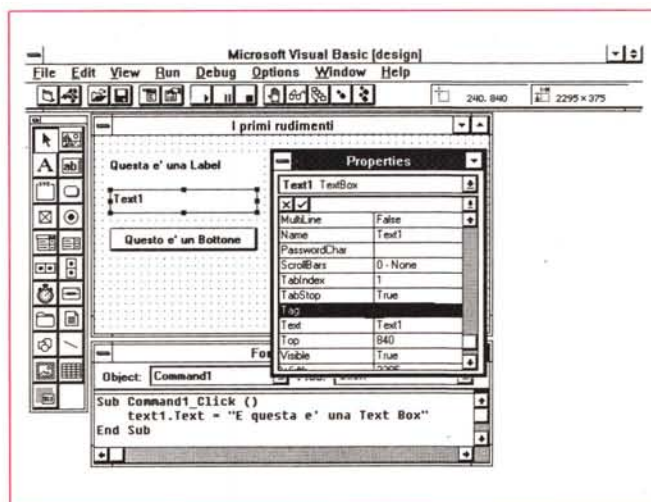 Microsoft Visual Basic [design]
File Edit View Run Debug Options Window Help
240, 840 2295 × 375
I primi rudimenti
Questa e' una Label
Text1
Questo e' un Bottone
Properties
Text1 TextBox
MultiLine False
Name Text1
PasswordChar
ScrollBars 0 - None
TabIndex 1
TabStop True
Tag
Text Text1
Top 840
Visible True
Object: Command1
Sub Command1_Click ()
text1.Text = "E questa e' una Text Box"
End Sub